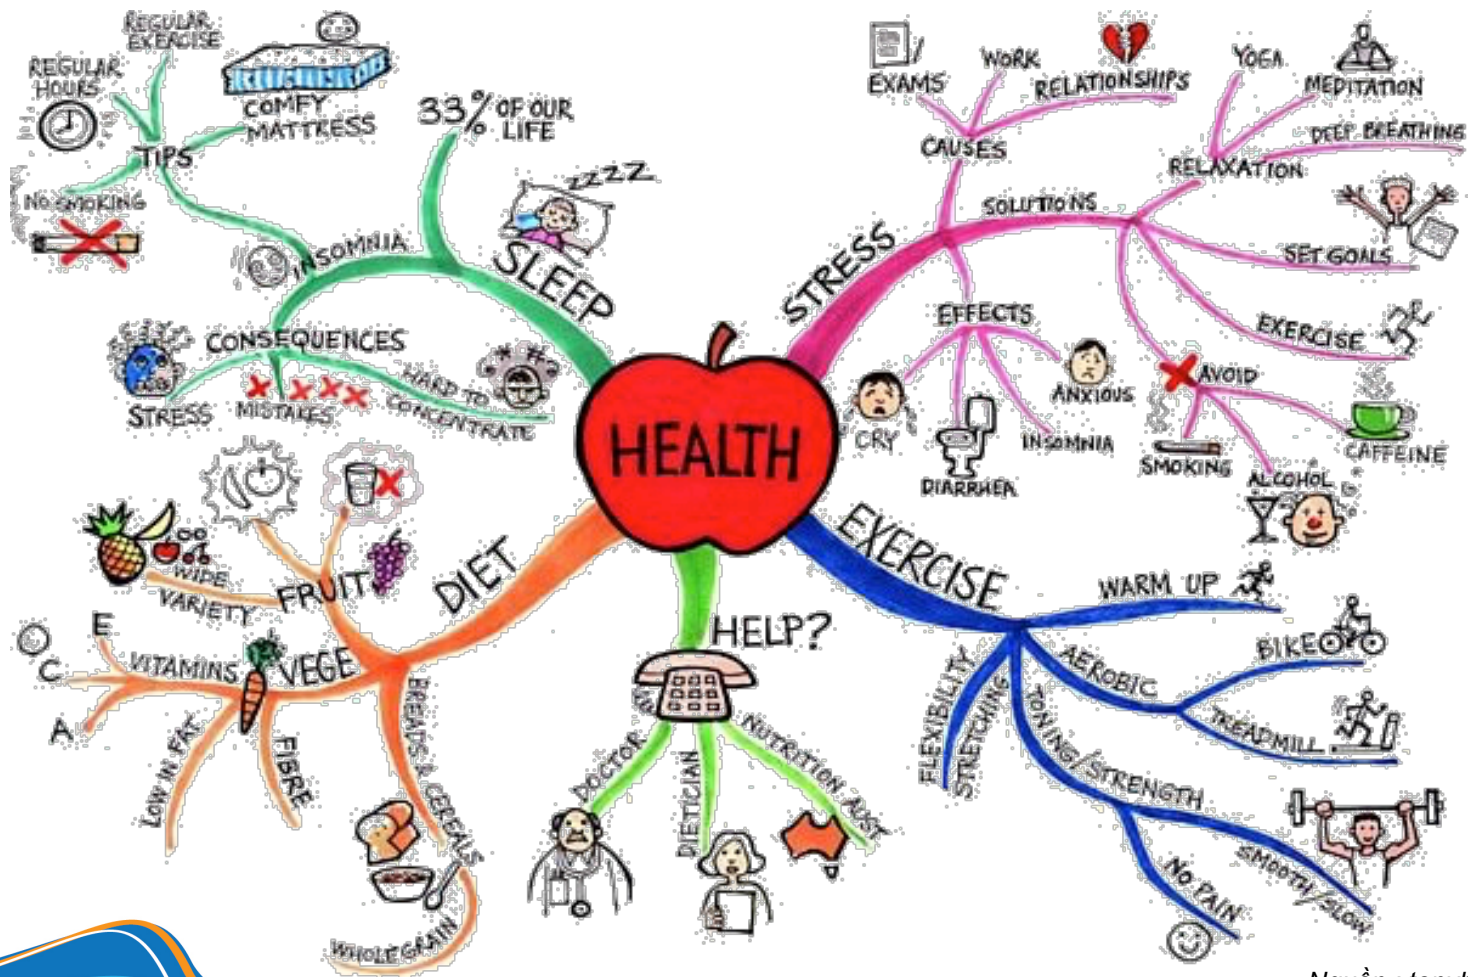 HEALTH
SLEEP
33% OF OUR
LIFE
ZZZZ
INSOMNIA
TIPS
REGULAR
EXERCISE
REGULAR
HOURS
COMFY
MATTRESS
NO SMOKING
CONSEQUENCES
STRESS
MISTAKES
HARD TO
CONCENTRATE
STRESS
CAUSES
EXAMS
WORK
RELATIONSHIPS
SOLUTIONS
RELAXATION
YOGA
MEDITATION
DEEP BREATHING
SET GOALS
EXERCISE
AVOID
SMOKING
ALCOHOL
CAFFEINE
EFFECTS
CRY
DIARRHEA
INSOMNIA
ANXIOUS
EXERCISE
WARM UP
AEROBIC
BIKE
TREADMILL
TONING/STRENGTH
SMOOTH/SLOW
NO PAIN
FLEXIBILITY
STRETCHING
HELP?
DOCTOR
DIETICIAN
NUTRITION AUST
DIET
FRUIT
WIDE
VARIETY
VEGE
VITAMINS
E
C
A
LOW IN FAT
FIBRE
BREADS & CEREALS
WHOLE GRAIN